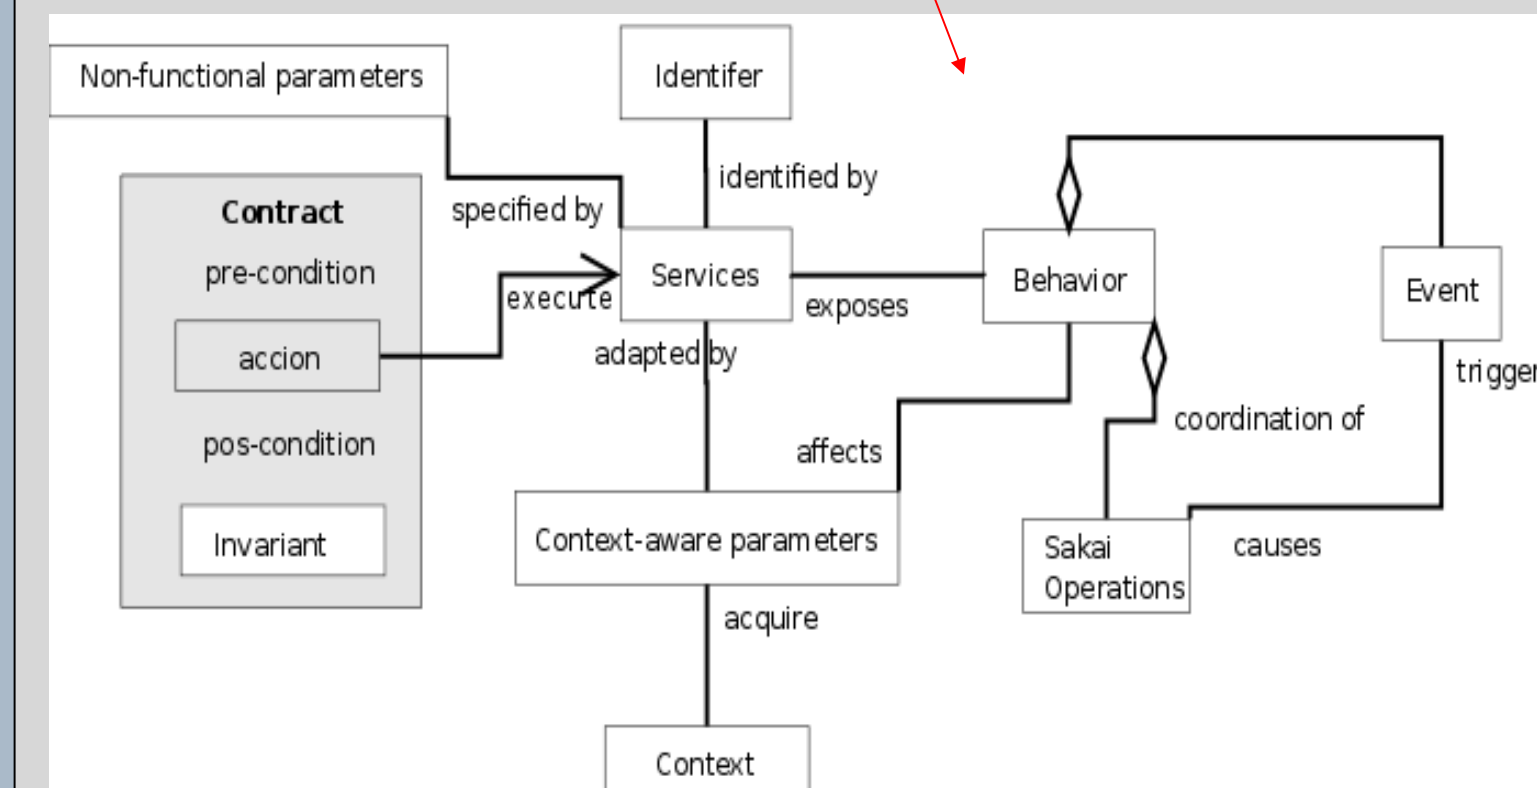 Non-functional parameters
Identifer
identified by
Contract
specified by
pre-condition
execute
Services
exposes
Behavior
Event
accion
adapted by
trigger
pos-condition
affects
coordination of
Invariant
Context-aware parameters
Sakai
Operations
causes
acquire
Context